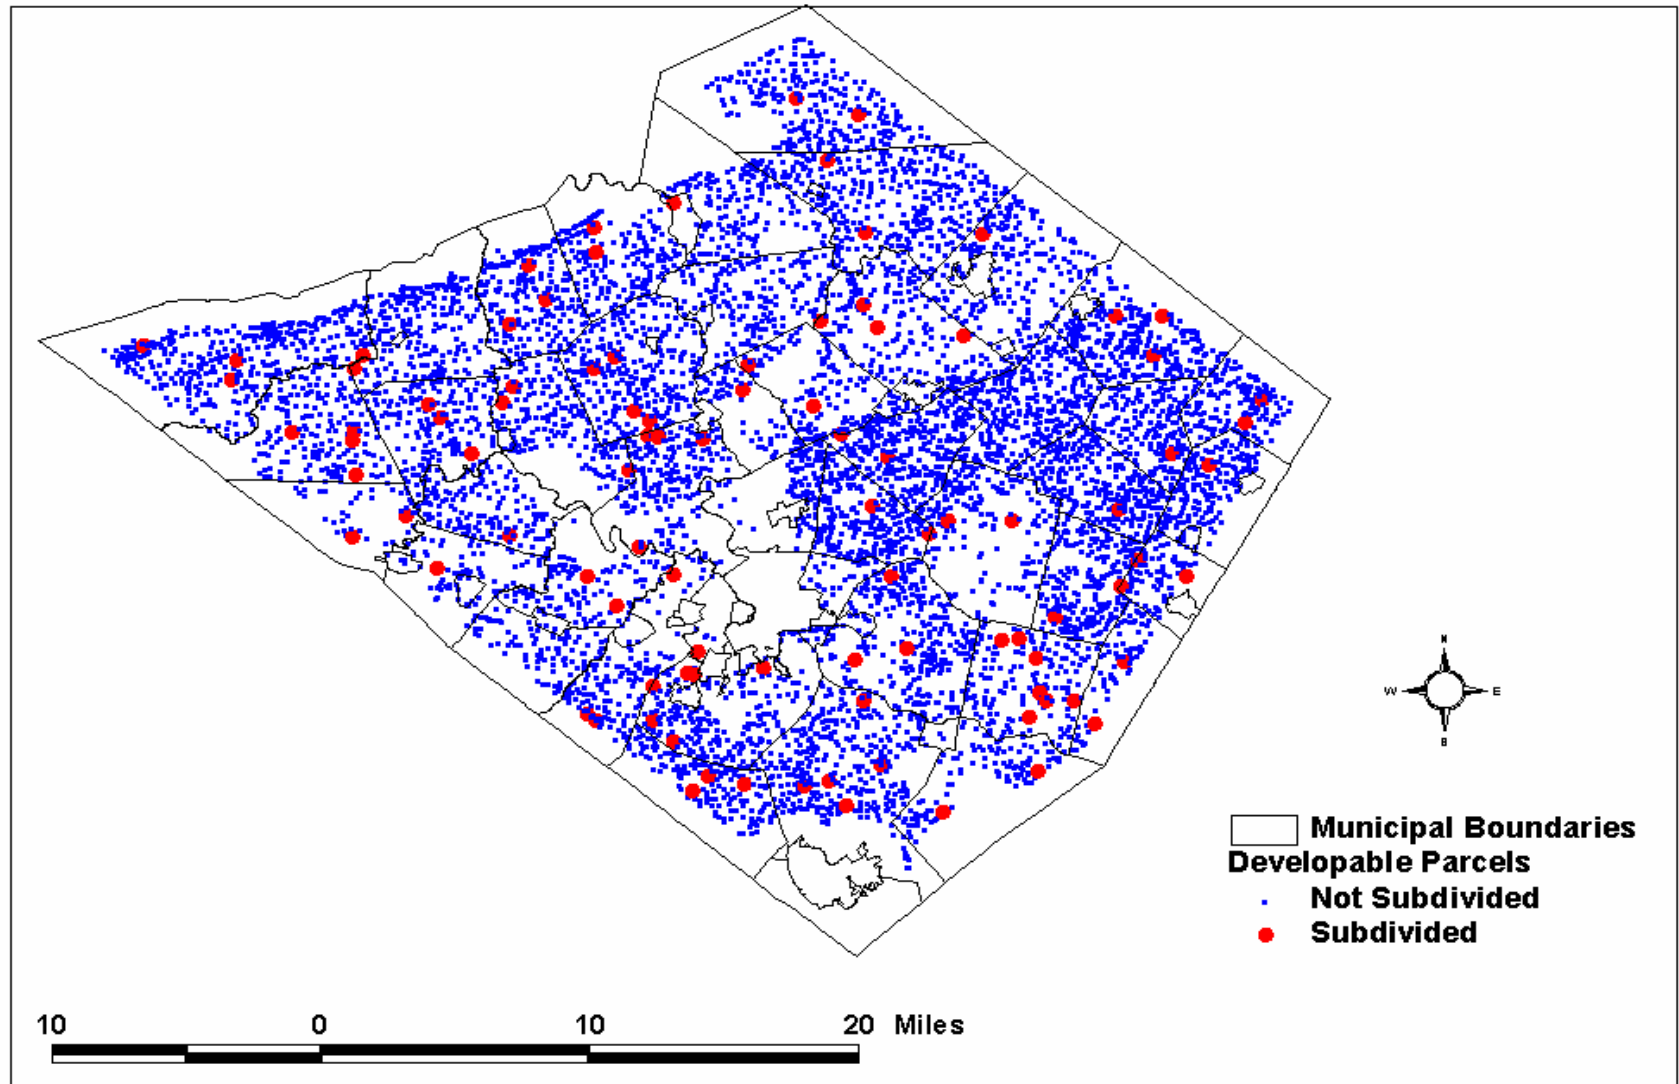 N
W E
S
Municipal Boundaries
Developable Parcels
Not Subdivided
Subdivided
10 0 10 20 Miles